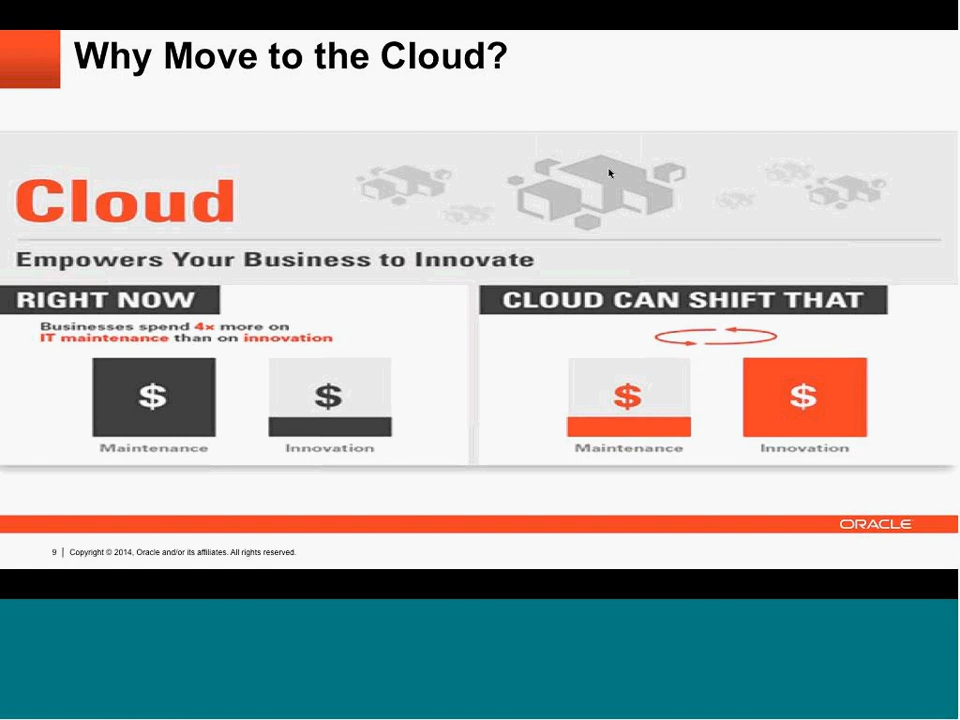 Why Move to the Cloud?
Cloud
Empowers Your Business to Innovate
RIGHT NOW
Businesses spend 4x more on
IT maintenance than on innovation
$
$
Maintenance
Innovation
CLOUD CAN SHIFT THAT
$
$
Maintenance
Innovation
ORACLE
9 | Copyright © 2014, Oracle and/or its affiliates. All rights reserved.